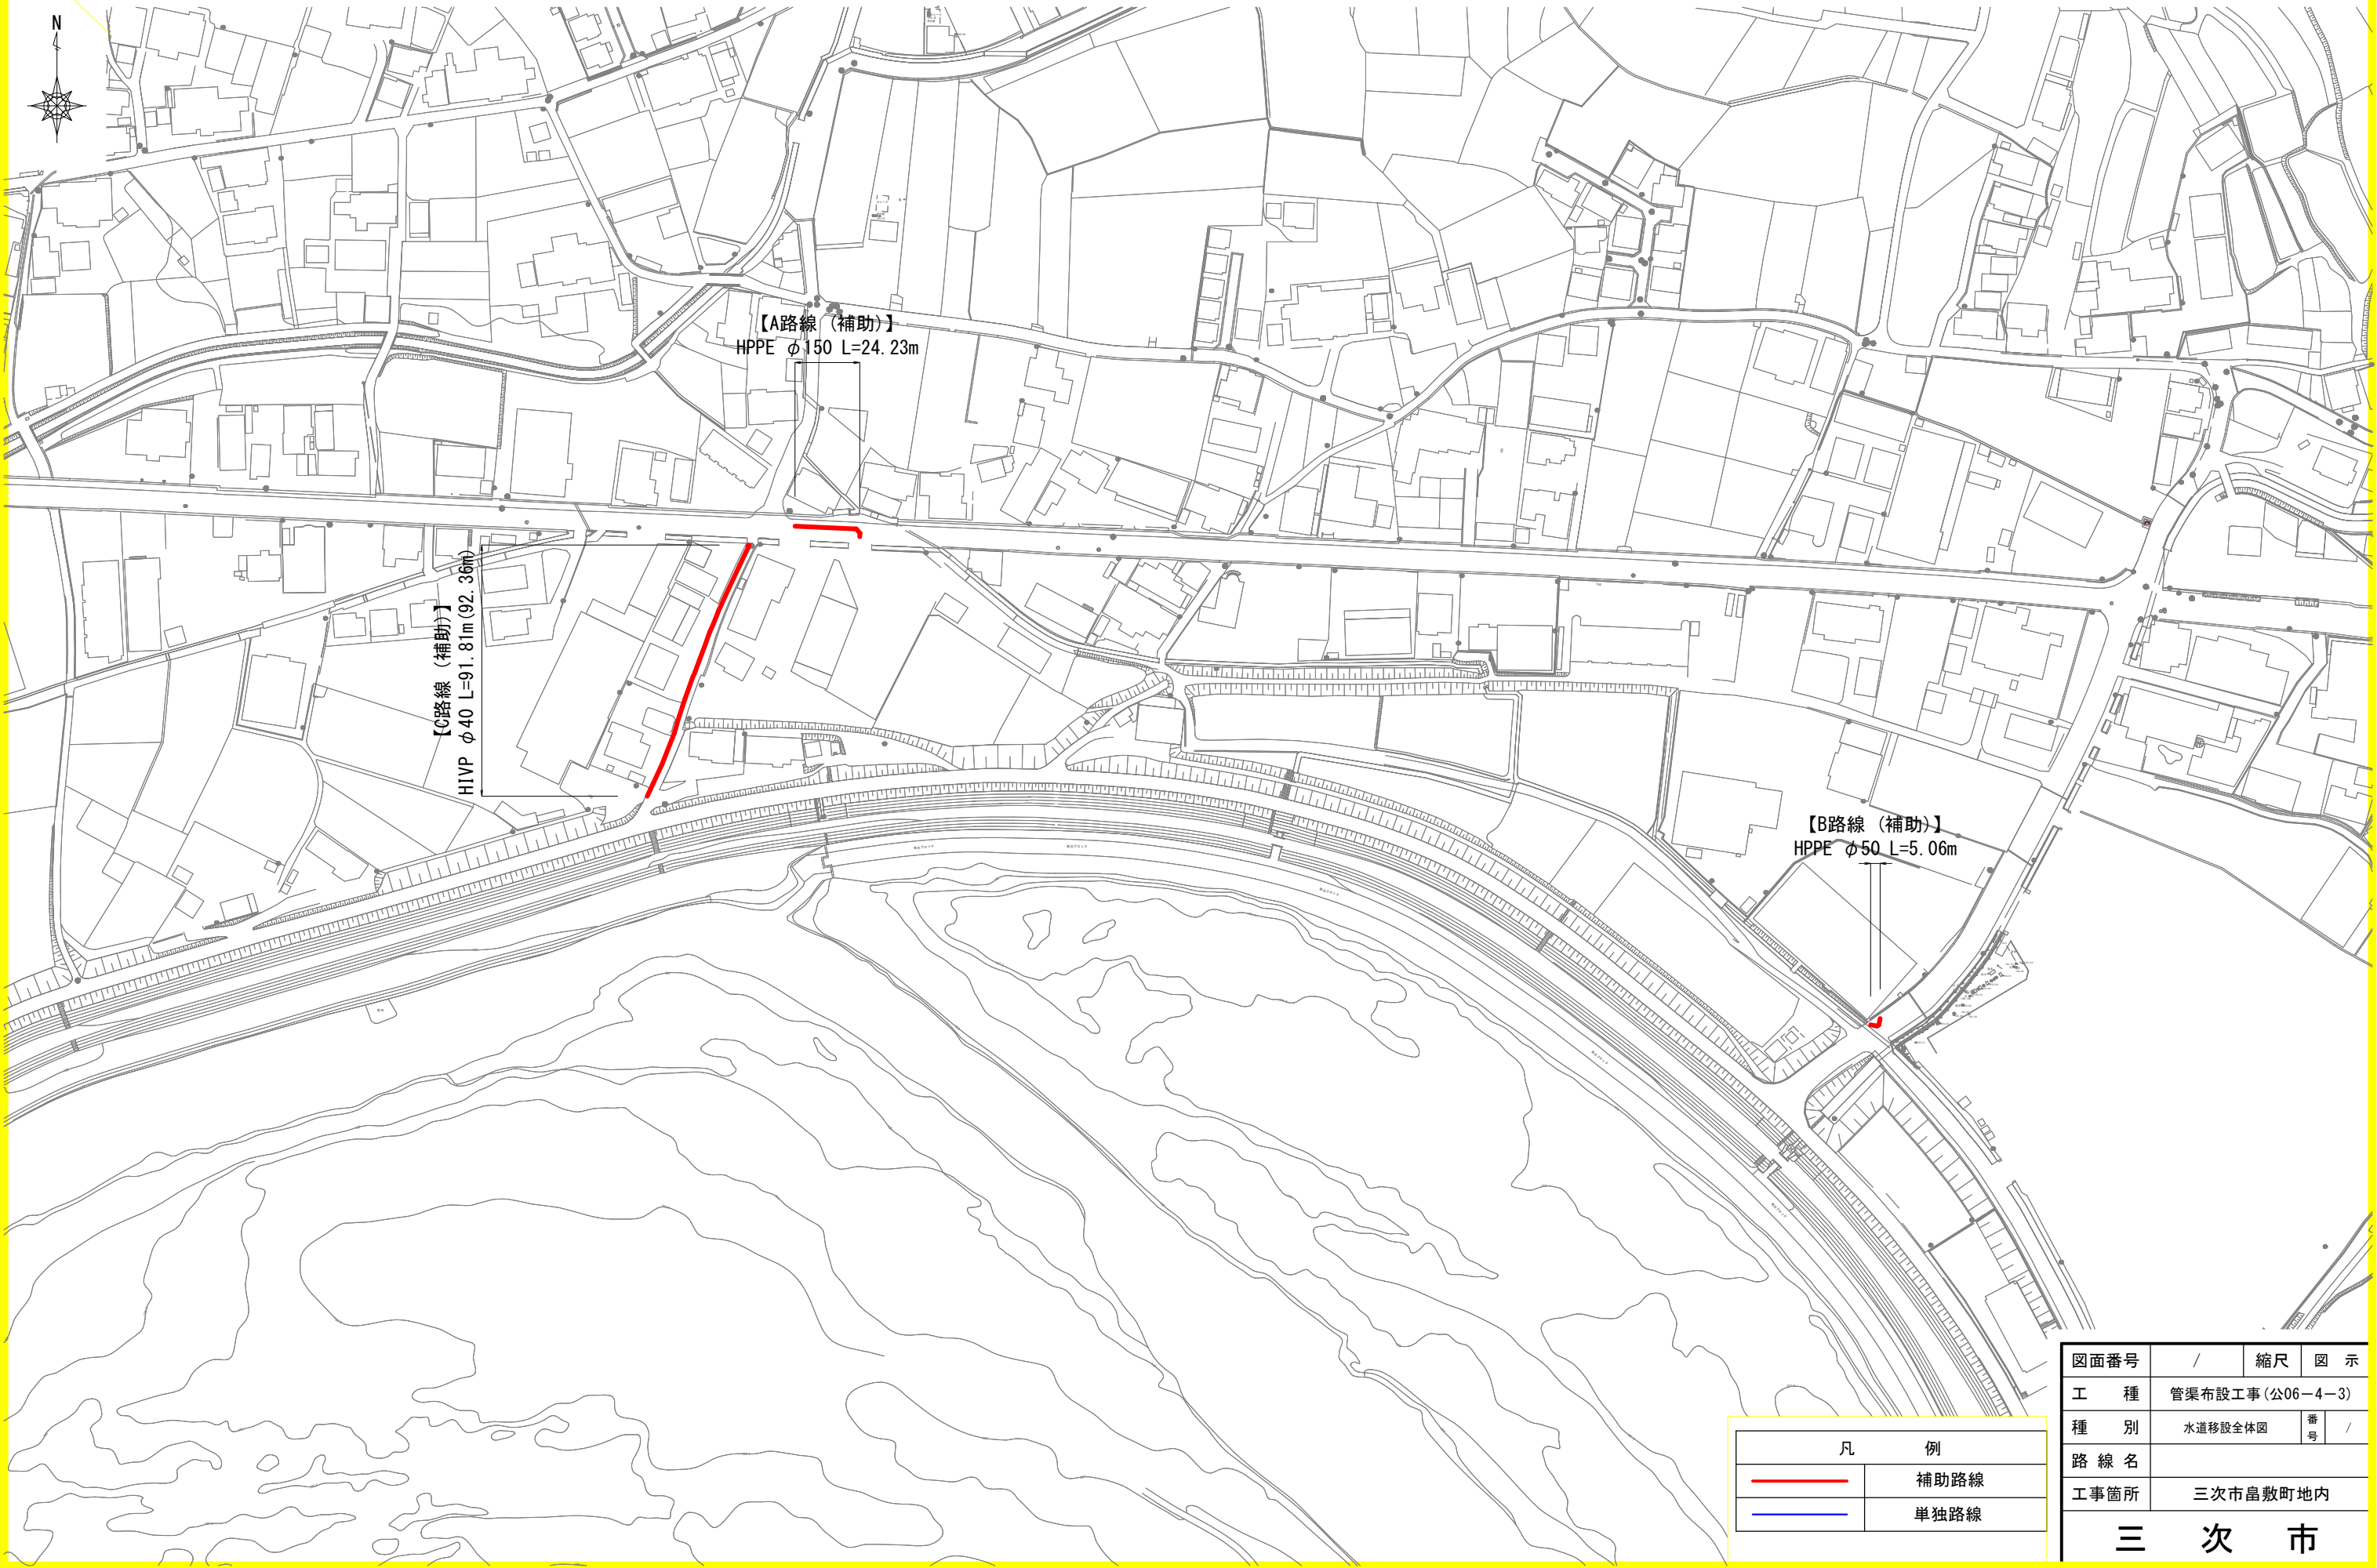 N
【A路線（補助）】
HPPE φ150 L=24.23m
【C路線（補助）】
HIVP φ40 L=91.81m(92.36m)
【B路線（補助）】
HPPE φ50 L=5.06m
凡 例
補助路線
単独路線
図面番号 / 縮尺 図 示
工 種 管渠布設工事(公06－4－3)
種 別 水道移設全体図 番号 /
路 線 名
工事箇所 三次市畠敷町地内
三 次 市